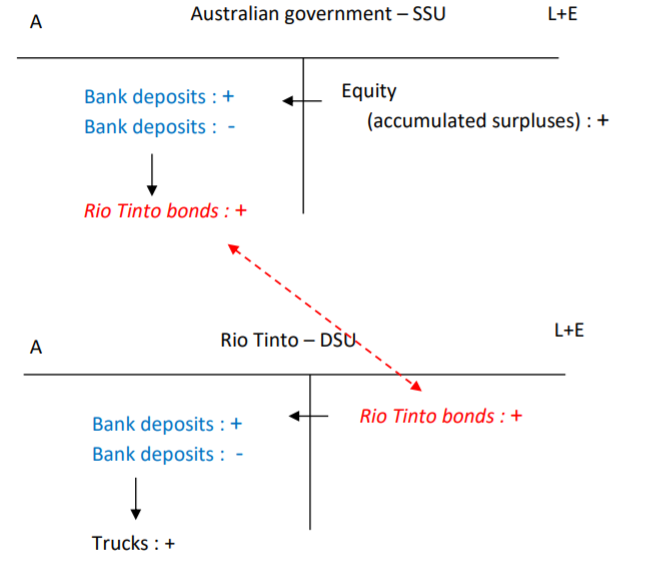 A
Australian government – SSU
L+E
Bank deposits : +
Equity
Bank deposits : -
(accumulated surpluses) : +
Rio Tinto bonds : +
A
Rio Tinto – DSU
L+E
Bank deposits : +
Rio Tinto bonds : +
Bank deposits : -
Trucks : +